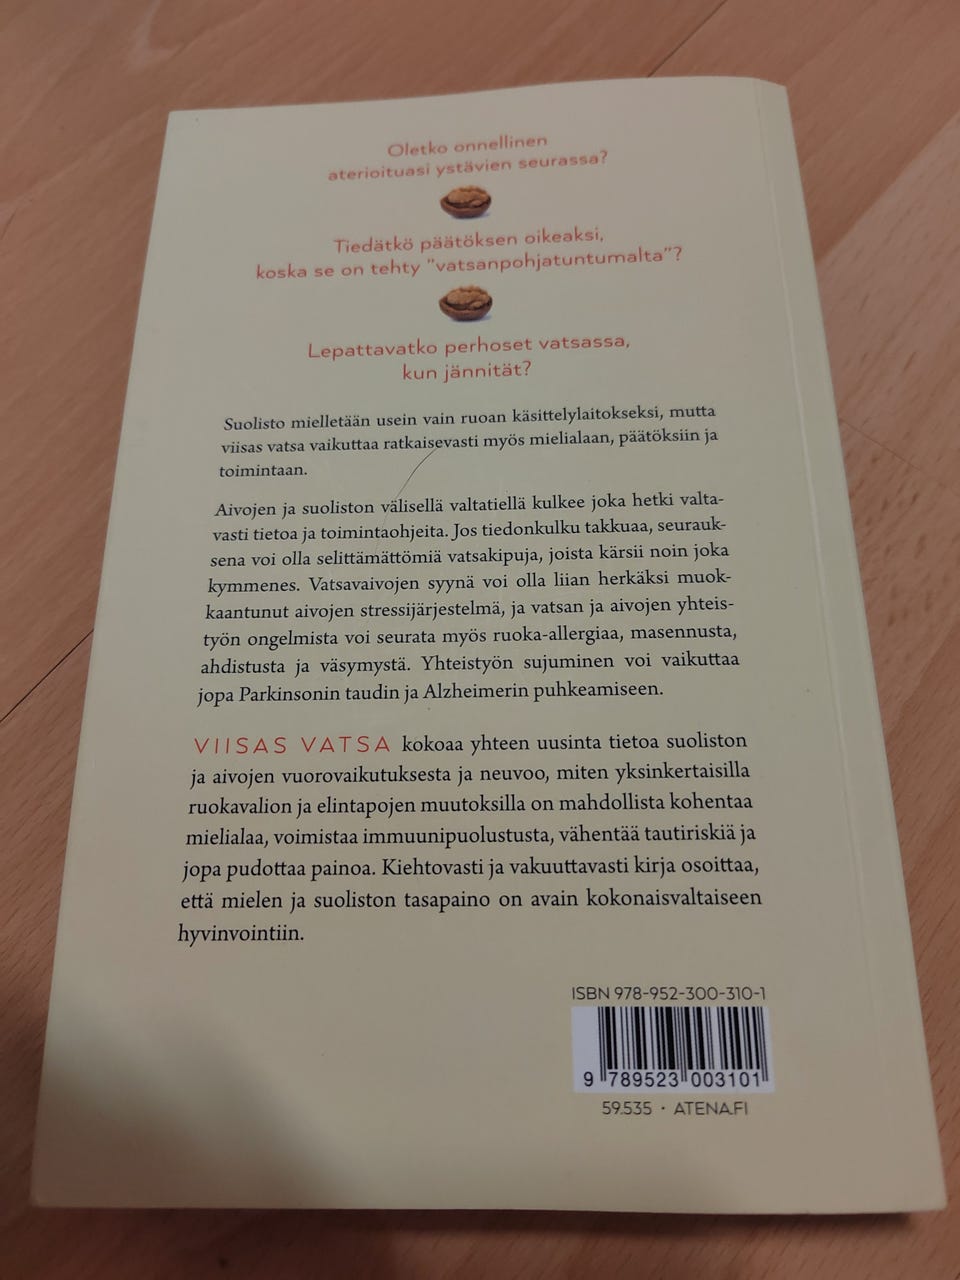 Oletko onnellinen
aterioituasi ystävien seurassa?
Tiedätkö päätöksen oikeaksi,
koska se on tehty "vatsanpohjatuntumalta"?
Lepattavatko perhoset vatsassa,
kun jännität?
Suolisto mielletään usein vain ruoan käsittelylaitokseksi, mutta
viisas vatsa vaikuttaa ratkaisevasti myös mielialaan, päätöksiin ja
toimintaan.
Aivojen ja suoliston välisellä valtatiellä kulkee joka hetki valta-
vasti tietoa ja toimintaohjeita. Jos tiedonkulku takkuaa, seurauk-
sena voi olla selittämättömiä vatsakipuja, joista kärsii noin joka
kymmenes. Vatsavaivojen syynä voi olla liian herkäksi muok-
kaantunut aivojen stressijärjestelmä, ja vatsan ja aivojen yhteis-
työn ongelmista voi seurata myös ruoka-allergiaa, masennusta,
ahdistusta ja väsymystä. Yhteistyön sujuminen voi vaikuttaa
jopa Parkinsonin taudin ja Alzheimerin puhkeamiseen.
VIISAS VATSA kokoaa yhteen uusinta tietoa suoliston
ja aivojen vuorovaikutuksesta ja neuvoo, miten yksinkertaisilla
ruokavalion ja elintapojen muutoksilla on mahdollista kohentaa
mielialaa, voimistaa immuunipuolustusta, vähentää tautiriskiä ja
jopa pudottaa painoa. Kiehtovasti ja vakuuttavasti kirja osoittaa,
että mielen ja suoliston tasapaino on avain kokonaisvaltaiseen
hyvinvointiin.
ISBN 978-952-300-310-1
9 789523 003101
59.535 · ATENA.FI